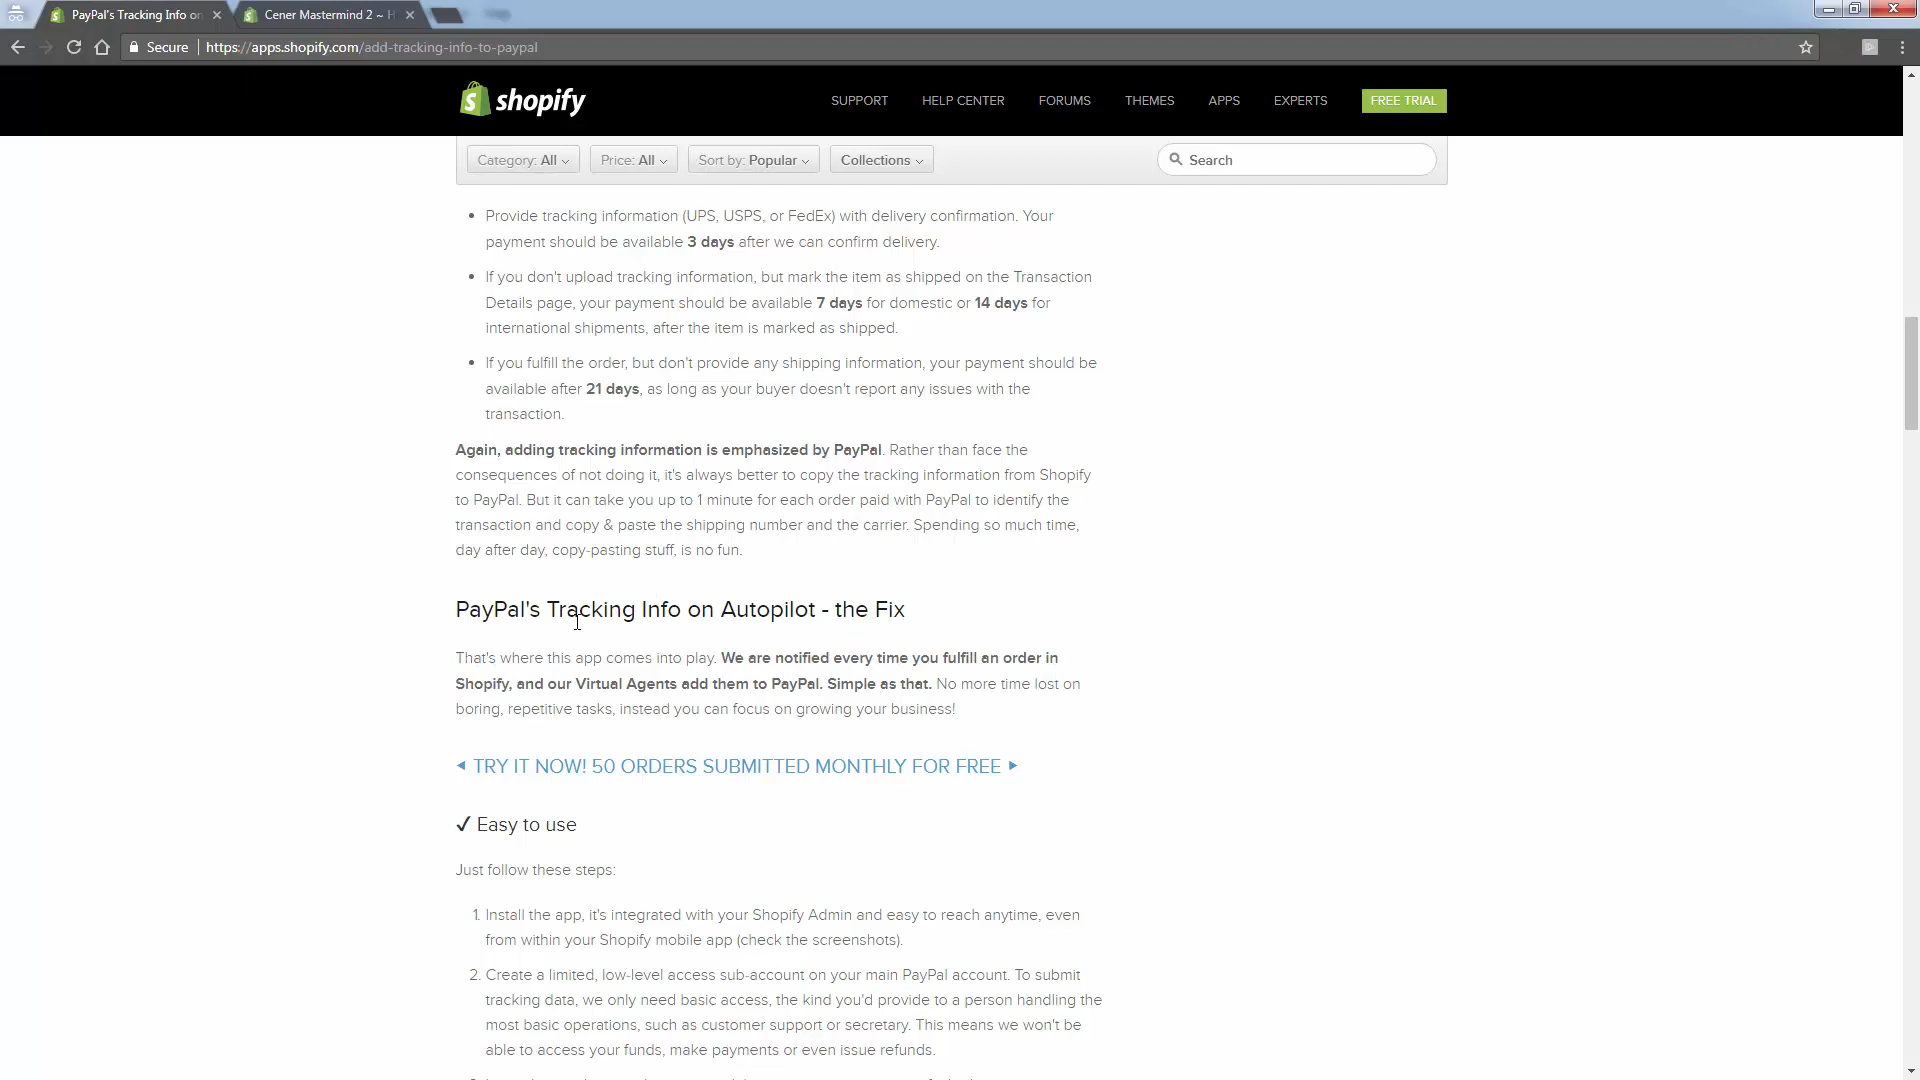 PayPal's Tracking Info on
Cener Mastermind 2 ~ H
Secure
https://apps.shopify.com/add-tracking-info-to-paypal
shopify
SUPPORT
HELP CENTER
FORUMS
THEMES
APPS
EXPERTS
FREE TRIAL
Category: All
Price: All
Sort by: Popular
Collections
Search
• Provide tracking information (UPS, USPS, or FedEx) with delivery confirmation. Your
payment should be available 3 days after we can confirm delivery.
• If you don't upload tracking information, but mark the item as shipped on the Transaction
Details page, your payment should be available 7 days for domestic or 14 days for
international shipments, after the item is marked as shipped.
• If you fulfill the order, but don't provide any shipping information, your payment should be
available after 21 days, as long as your buyer doesn't report any issues with the
transaction.
Again, adding tracking information is emphasized by PayPal. Rather than face the
consequences of not doing it, it's always better to copy the tracking information from Shopify
to PayPal. But it can take you up to 1 minute for each order paid with PayPal to identify the
transaction and copy & paste the shipping number and the carrier. Spending so much time,
day after day, copy-pasting stuff, is no fun.
PayPal's Tracking Info on Autopilot - the Fix
That's where this app comes into play. We are notified every time you fulfill an order in
Shopify, and our Virtual Agents add them to PayPal. Simple as that. No more time lost on
boring, repetitive tasks, instead you can focus on growing your business!
◄ TRY IT NOW! 50 ORDERS SUBMITTED MONTHLY FOR FREE ►
✓ Easy to use
Just follow these steps:
1. Install the app, it's integrated with your Shopify Admin and easy to reach anytime, even
from within your Shopify mobile app (check the screenshots).
2. Create a limited, low-level access sub-account on your main PayPal account. To submit
tracking data, we only need basic access, the kind you'd provide to a person handling the
most basic operations, such as customer support or secretary. This means we won't be
able to access your funds, make payments or even issue refunds.